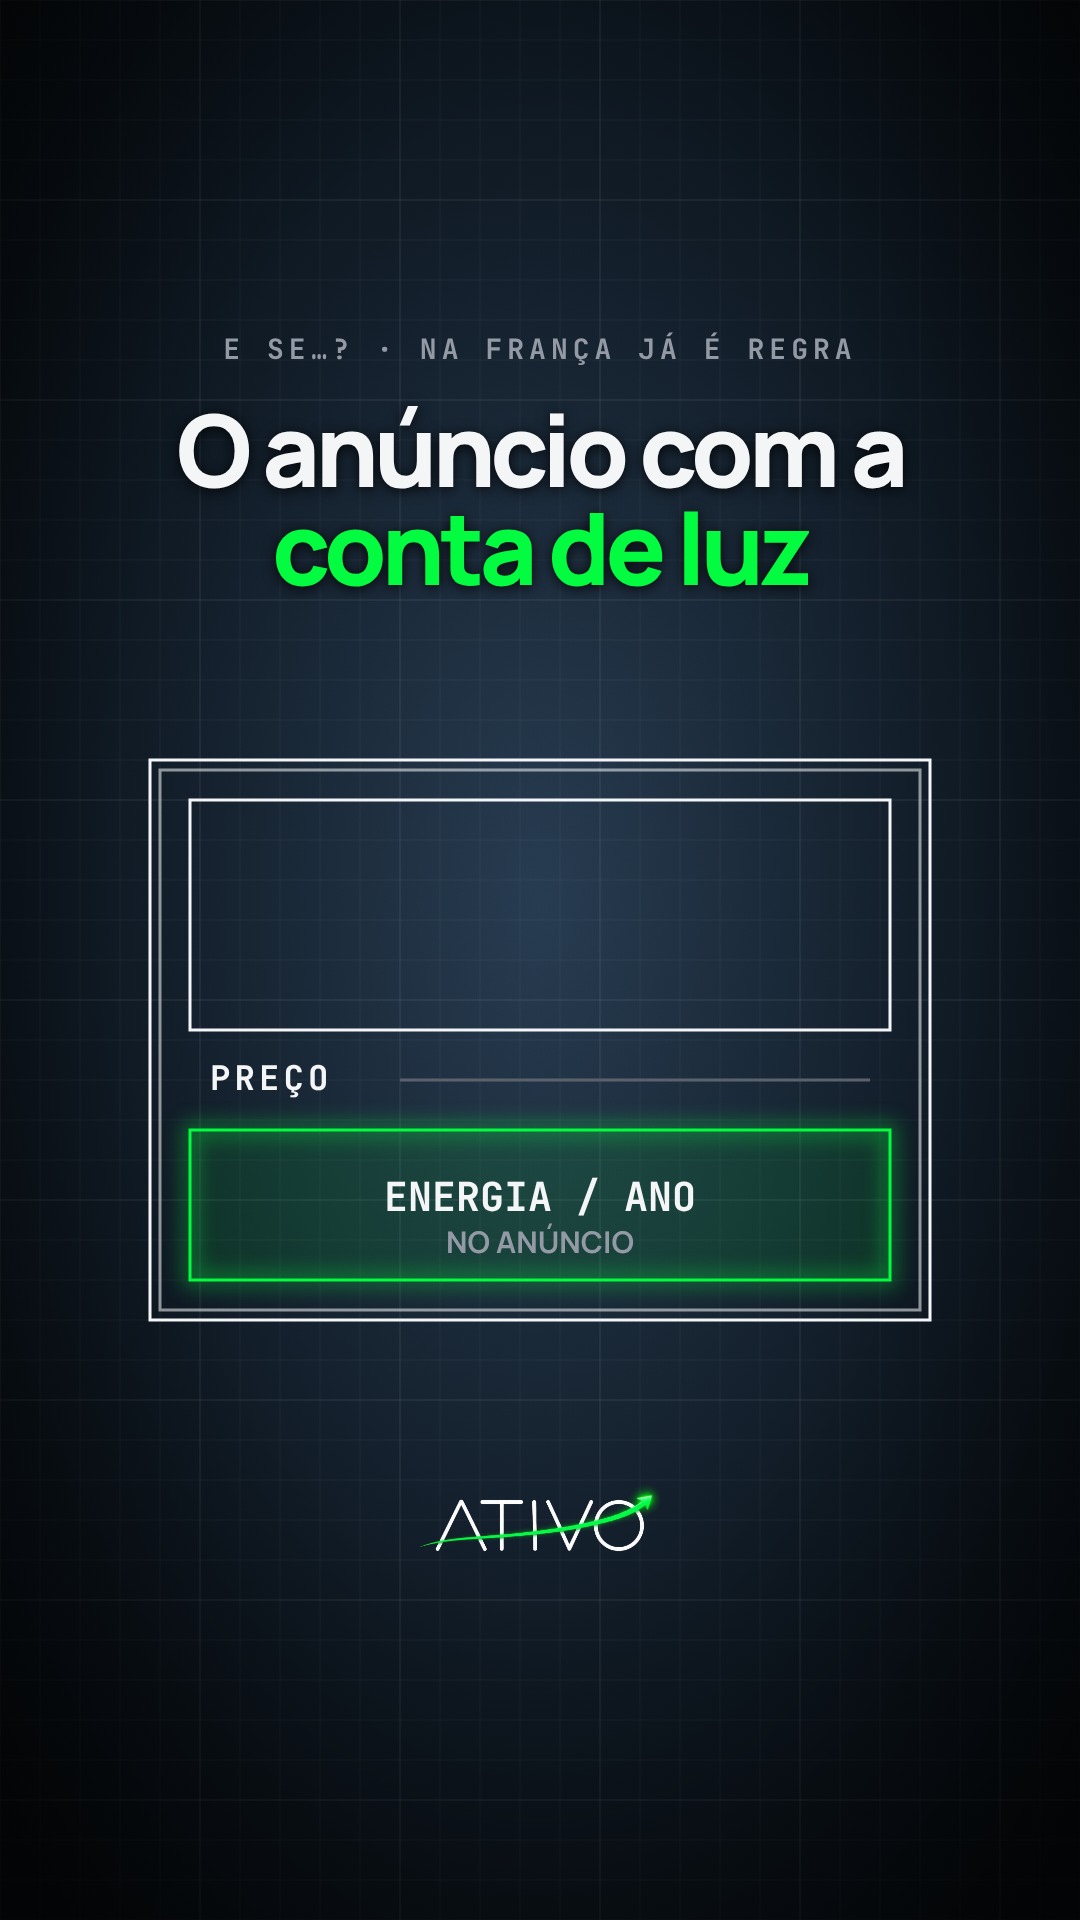 E SE…? · NA FRANÇA JÁ É REGRA
O anúncio com a
conta de luz
PREÇO
ENERGIA / ANO
NO ANÚNCIO
ATIVO